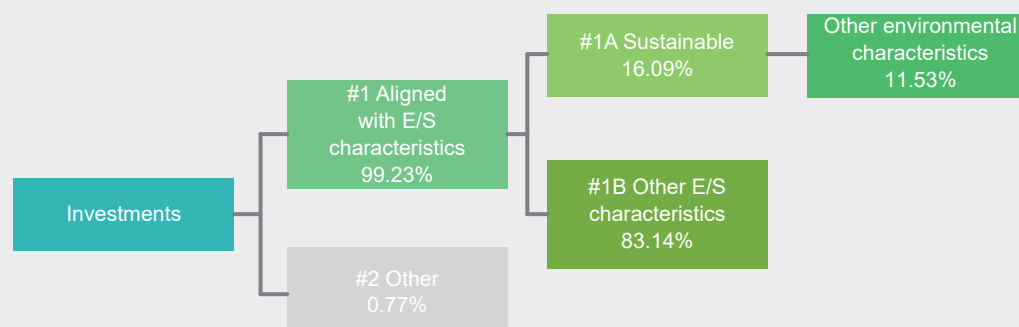 Investments
#1 Aligned
with E/S
characteristics
99.23%
#2 Other
0.77%
#1A Sustainable
16.09%
#1B Other E/S
characteristics
83.14%
Other environmental
characteristics
11.53%